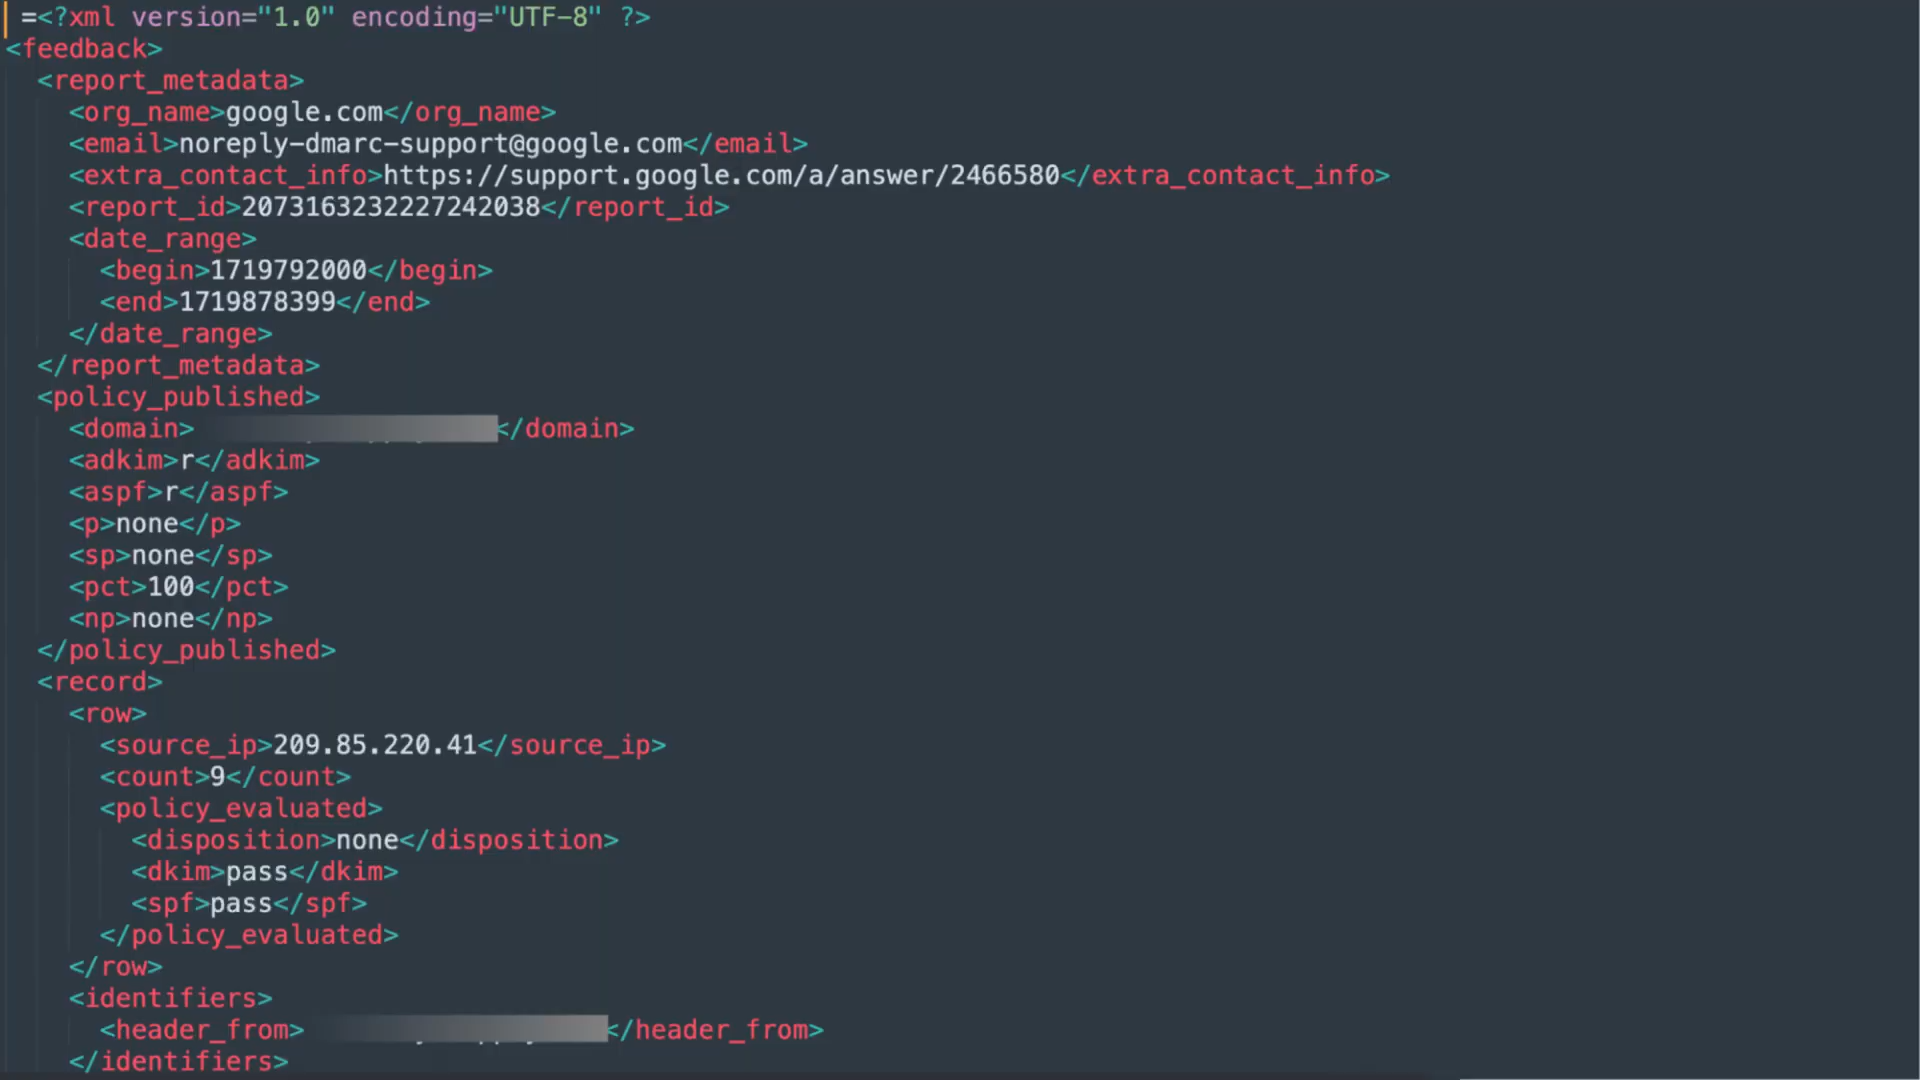 =<?xml version="1.0" encoding="UTF-8" ?>
<feedback>
<report_metadata>
<org_name>google.com</org_name>
<email>noreply-dmarc-support@google.com</email>
<extra_contact_info>https://support.google.com/a/answer/2466580</extra_contact_info>
<report_id>2073163232227242038</report_id>
<date_range>
<begin>1719792000</begin>
<end>1719878399</end>
</date_range>
</report_metadata>
<policy_published>
<domain></domain>
<adkim>r</adkim>
<aspf>r</aspf>
<p>none</p>
<sp>none</sp>
<pct>100</pct>
<np>none</np>
</policy_published>
<record>
<row>
<source_ip>209.85.220.41</source_ip>
<count>9</count>
<policy_evaluated>
<disposition>none</disposition>
<dkim>pass</dkim>
<spf>pass</spf>
</policy_evaluated>
</row>
<identifiers>
<header_from></header_from>
</identifiers>